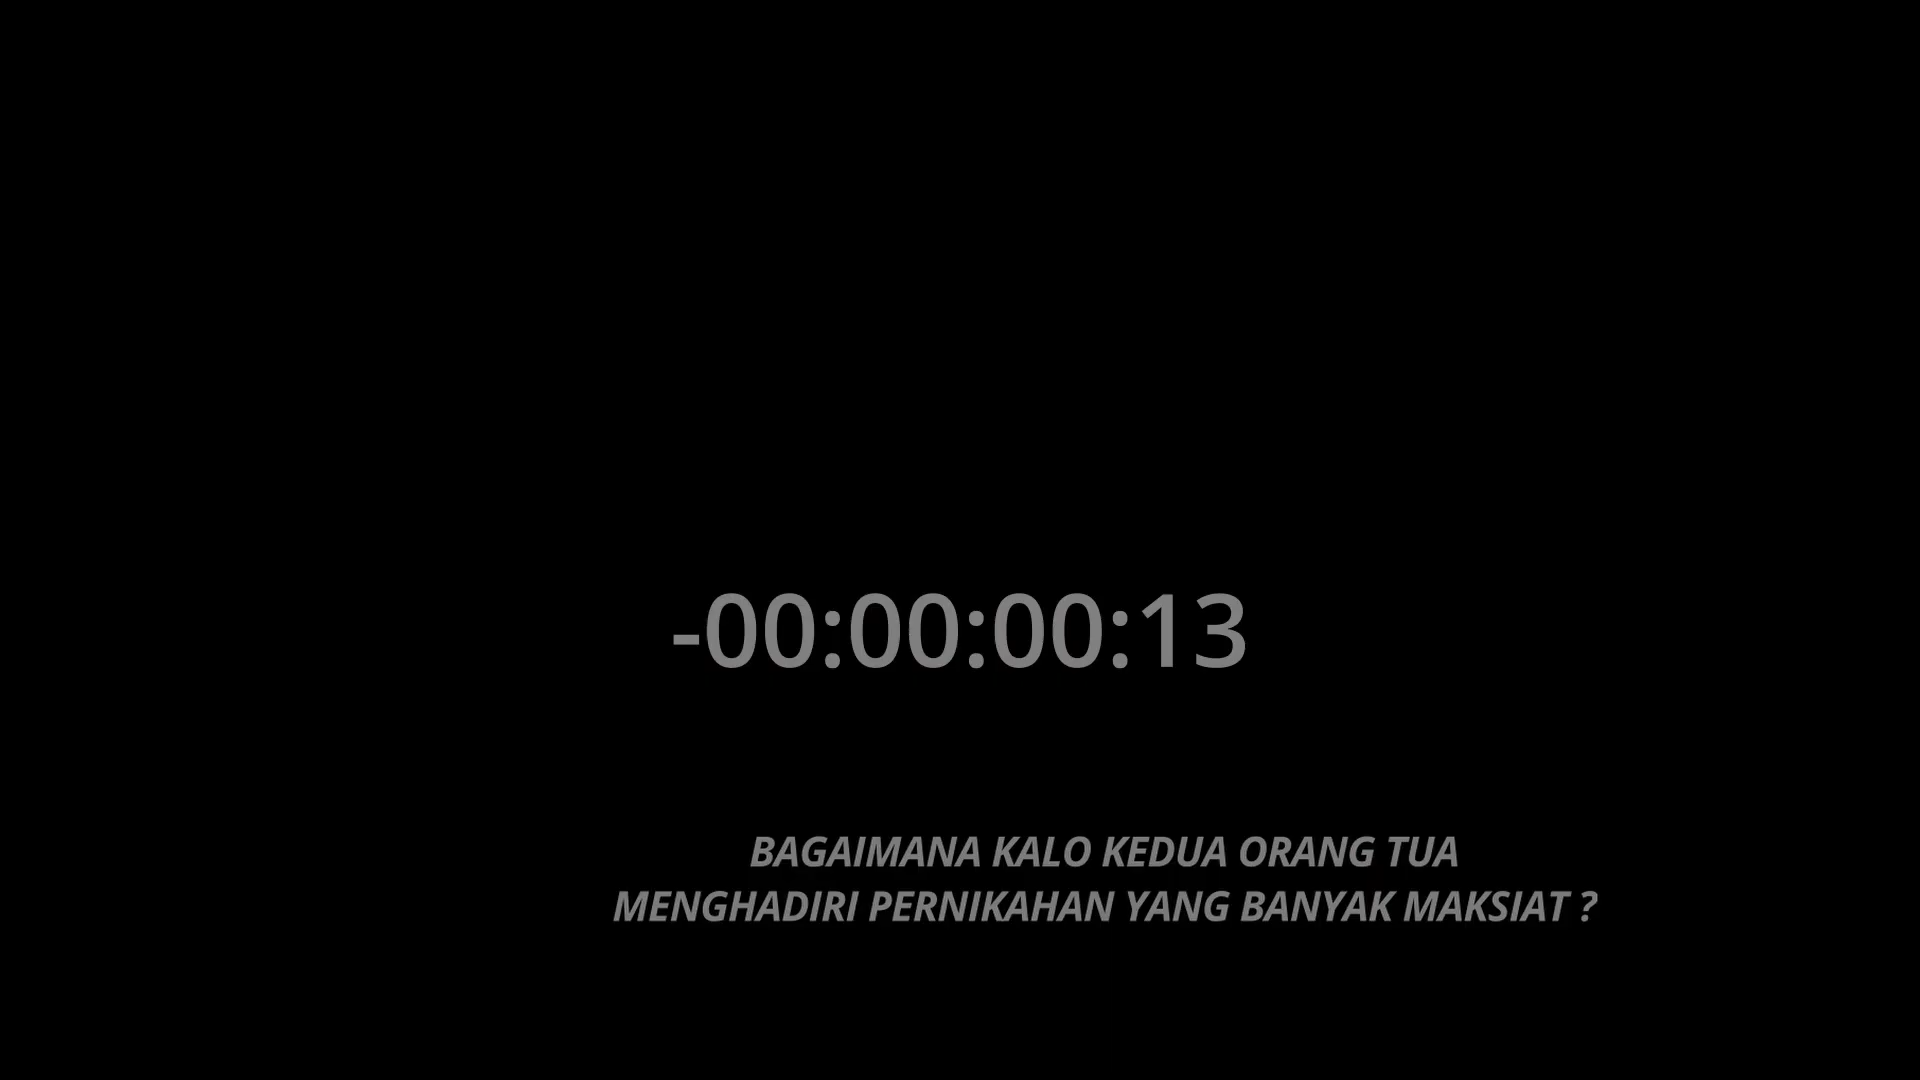 -00:00:00:13
BAGAIMANA KALO KEDUA ORANG TUA
MENGHADIRI PERNIKAHAN YANG BANYAK MAKSIAT ?